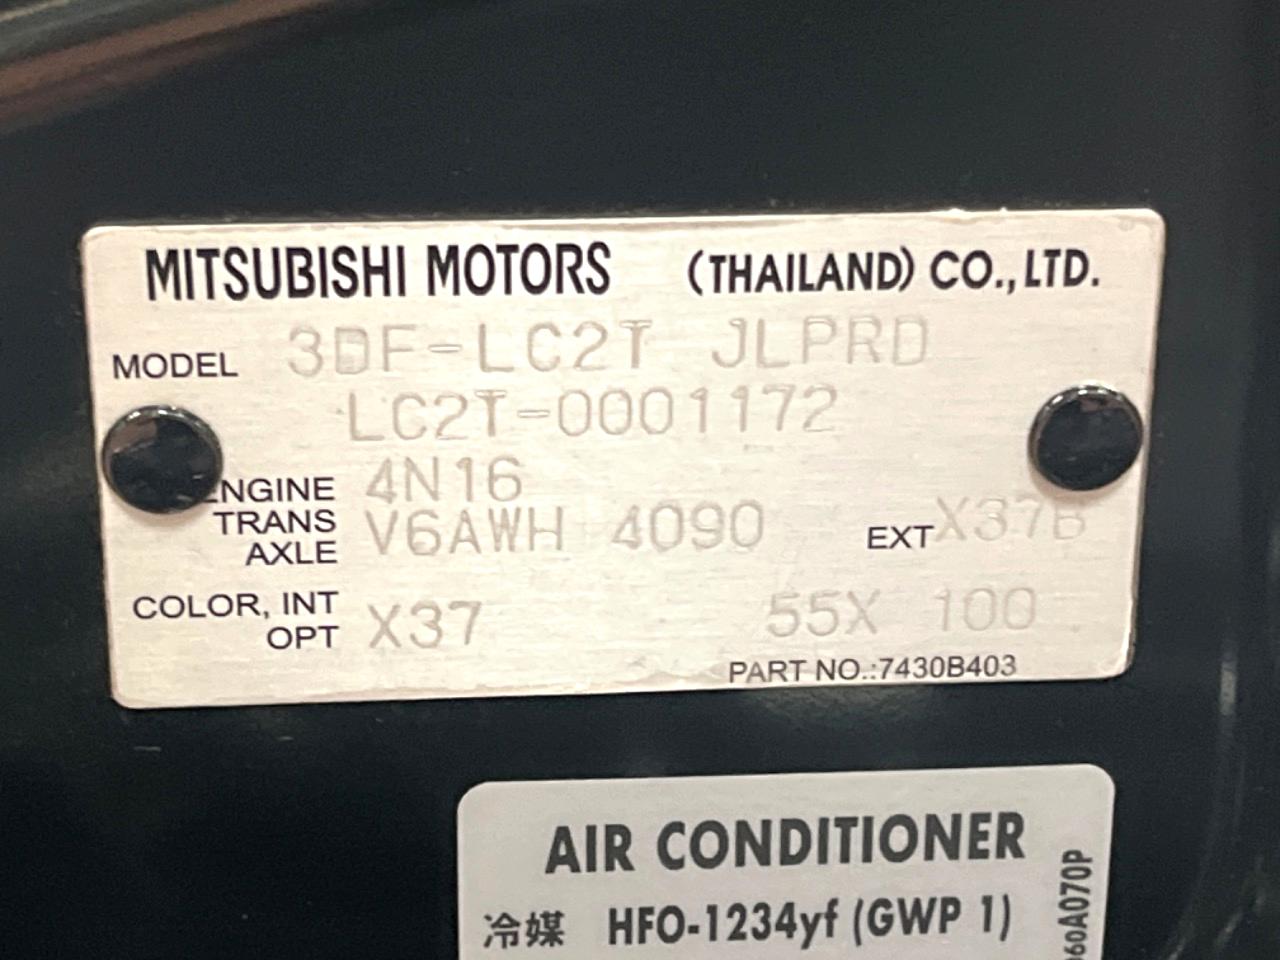 MITSUBISHI MOTORS (THAILAND) CO.,LTD.
MODEL 3DF-LC2T JLPRD
LC2T-0001172
ENGINE 4N16
TRANS AXLE V6AWH 4090 EXT X37B
COLOR, INT OPT X37 55X 100
PART NO.:7430B403
AIR CONDITIONER
冷媒 HFO-1234yf (GWP 1)
060A070P